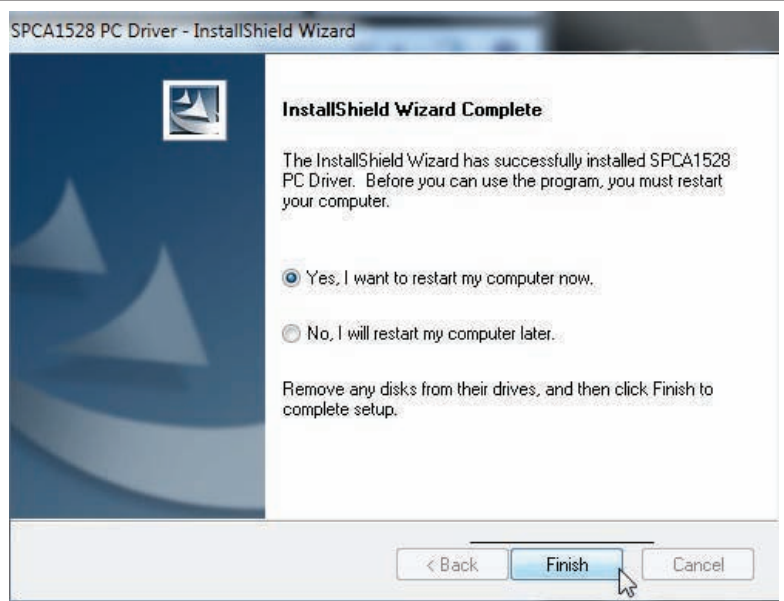 SPCA1528 PC Driver - InstallShield Wizard
InstallShield Wizard Complete
The InstallShield Wizard has successfully installed SPCA1528
PC Driver. Before you can use the program, you must restart
your computer.
Yes, I want to restart my computer now.
No, I will restart my computer later.
Remove any disks from their drives, and then click Finish to
complete setup.
< Back
Finish
Cancel